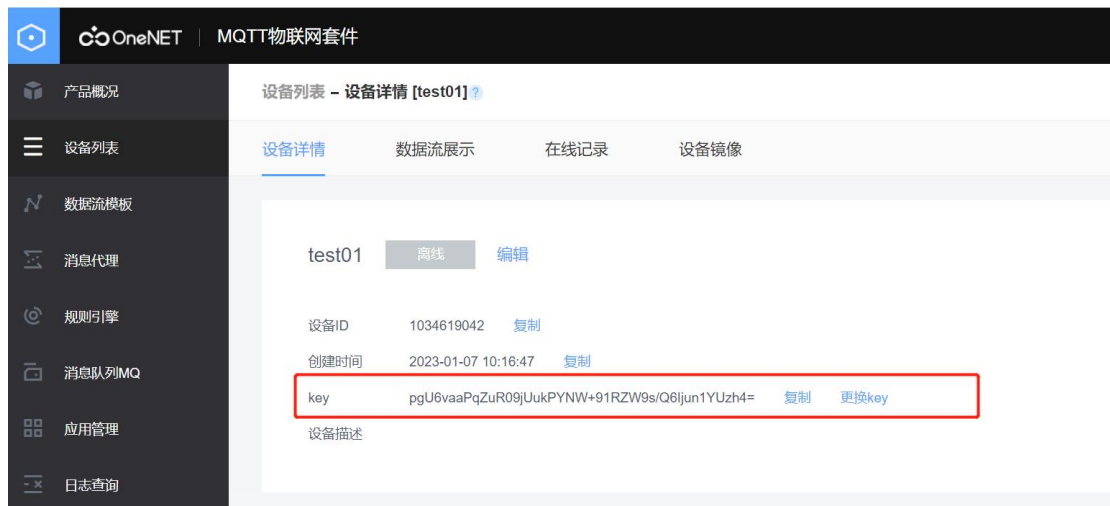 OneNET | MQTT物联网套件
产品概况
设备列表
数据流模板
消息代理
规则引擎
消息队列MQ
应用管理
日志查询
设备列表 – 设备详情 [test01] ?
设备详情 数据流展示 在线记录 设备镜像
test01 离线 编辑
设备ID 1034619042 复制
创建时间 2023-01-07 10:16:47 复制
key pgU6vaaPqZuR09jUukPYNW+91RZW9s/Q6Ijun1YUzh4= 复制 更换key
设备描述